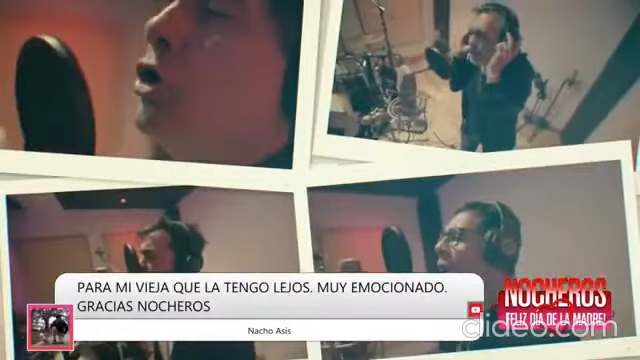 PARA MI VIEJA QUE LA TENGO LEJOS. MUY EMOCIONADO.
GRACIAS NOCHEROS
Nacho Asis
NOCHEROS
FELIZ DÍA DE LA MADRE!
clideo.com